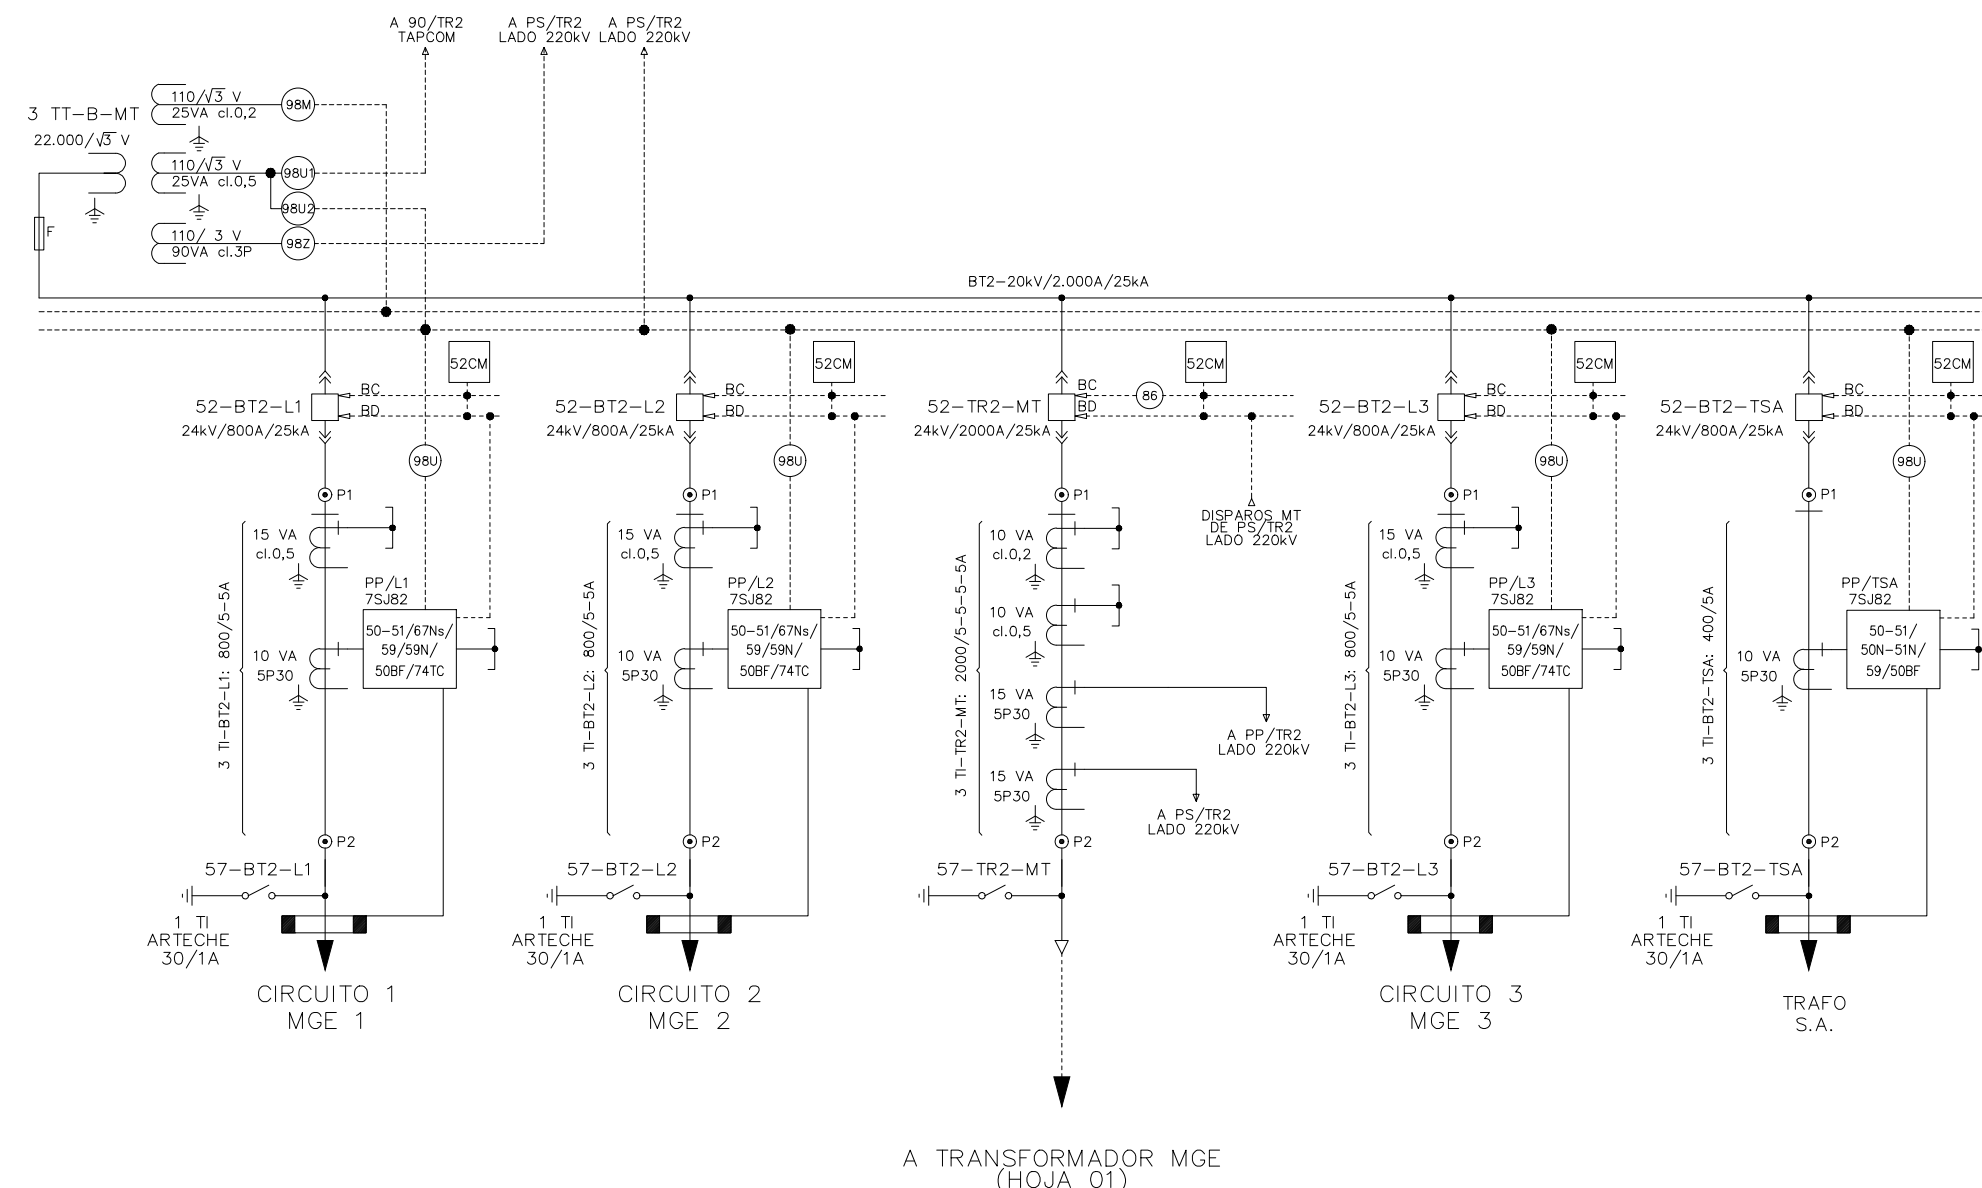 A 90/TR2
TAPCOM
A PS/TR2
LADO 220kV
A PS/TR2
LADO 220kV
3 TT-B-MT
22.000/√3 V
110/√3 V
25VA cl.0,2
98M
110/√3 V
25VA cl.0,5
98U1
98U2
110/ 3 V
90VA cl.3P
98Z
F
BT2-20kV/2.000A/25kA
52CM
BC
BD
52-BT2-L1
24kV/800A/25kA
98U
P1
15 VA
cl.0,5
3 TI-BT2-L1: 800/5-5A
PP/L1
7SJ82
50-51/67Ns/
59/59N/
50BF/74TC
10 VA
5P30
P2
57-BT2-L1
1 TI
ARTECHE
30/1A
CIRCUITO 1
MGE 1
52CM
BC
BD
52-BT2-L2
24kV/800A/25kA
98U
P1
15 VA
cl.0,5
3 TI-BT2-L2: 800/5-5A
PP/L2
7SJ82
50-51/67Ns/
59/59N/
50BF/74TC
10 VA
5P30
P2
57-BT2-L2
1 TI
ARTECHE
30/1A
CIRCUITO 2
MGE 2
52CM
BC
86
BD
52-TR2-MT
24kV/2000A/25kA
P1
DISPAROS MT
DE PS/TR2
LADO 220kV
10 VA
cl.0,2
3 TI-TR2-MT: 2000/5-5-5-5A
10 VA
cl.0,5
15 VA
5P30
A PP/TR2
LADO 220kV
15 VA
5P30
A PS/TR2
LADO 220kV
P2
57-TR2-MT
A TRANSFORMADOR MGE
(HOJA 01)
52CM
BC
BD
52-BT2-L3
24kV/800A/25kA
98U
P1
15 VA
cl.0,5
3 TI-BT2-L3: 800/5-5A
PP/L3
7SJ82
50-51/67Ns/
59/59N/
50BF/74TC
10 VA
5P30
P2
57-BT2-L3
1 TI
ARTECHE
30/1A
CIRCUITO 3
MGE 3
52CM
BC
BD
52-BT2-TSA
24kV/800A/25kA
98U
P1
3 TI-BT2-TSA: 400/5A
PP/TSA
7SJ82
50-51/
50N-51N/
59/50BF
10 VA
5P30
P2
57-BT2-TSA
1 TI
ARTECHE
30/1A
TRAFO
S.A.